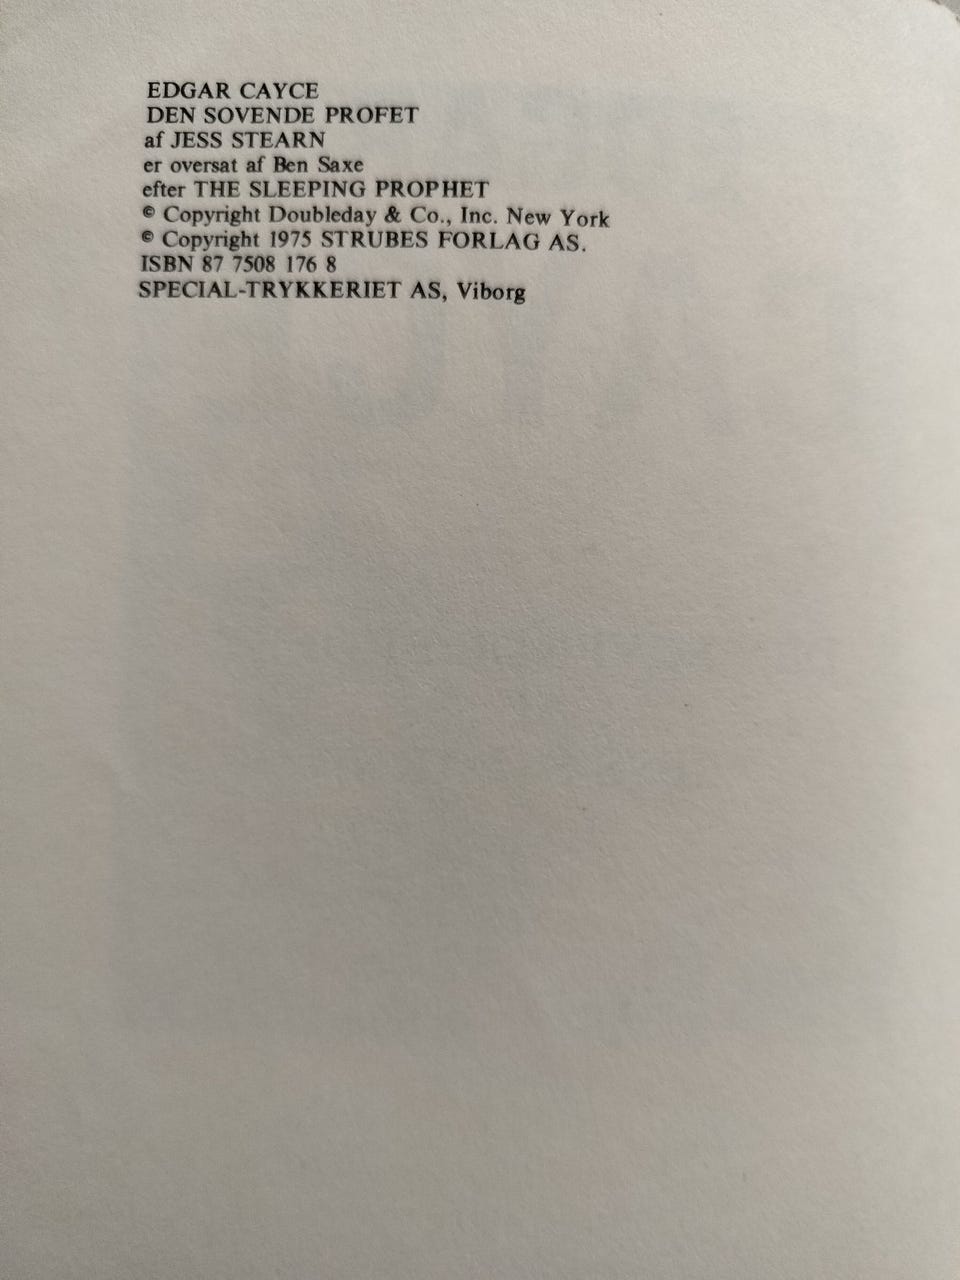 EDGAR CAYCE
DEN SOVENDE PROFET
af JESS STEARN
er oversat af Ben Saxe
efter THE SLEEPING PROPHET
© Copyright Doubleday & Co., Inc. New York
© Copyright 1975 STRUBES FORLAG AS.
ISBN 87 7508 176 8
SPECIAL-TRYKKERIET AS, Viborg